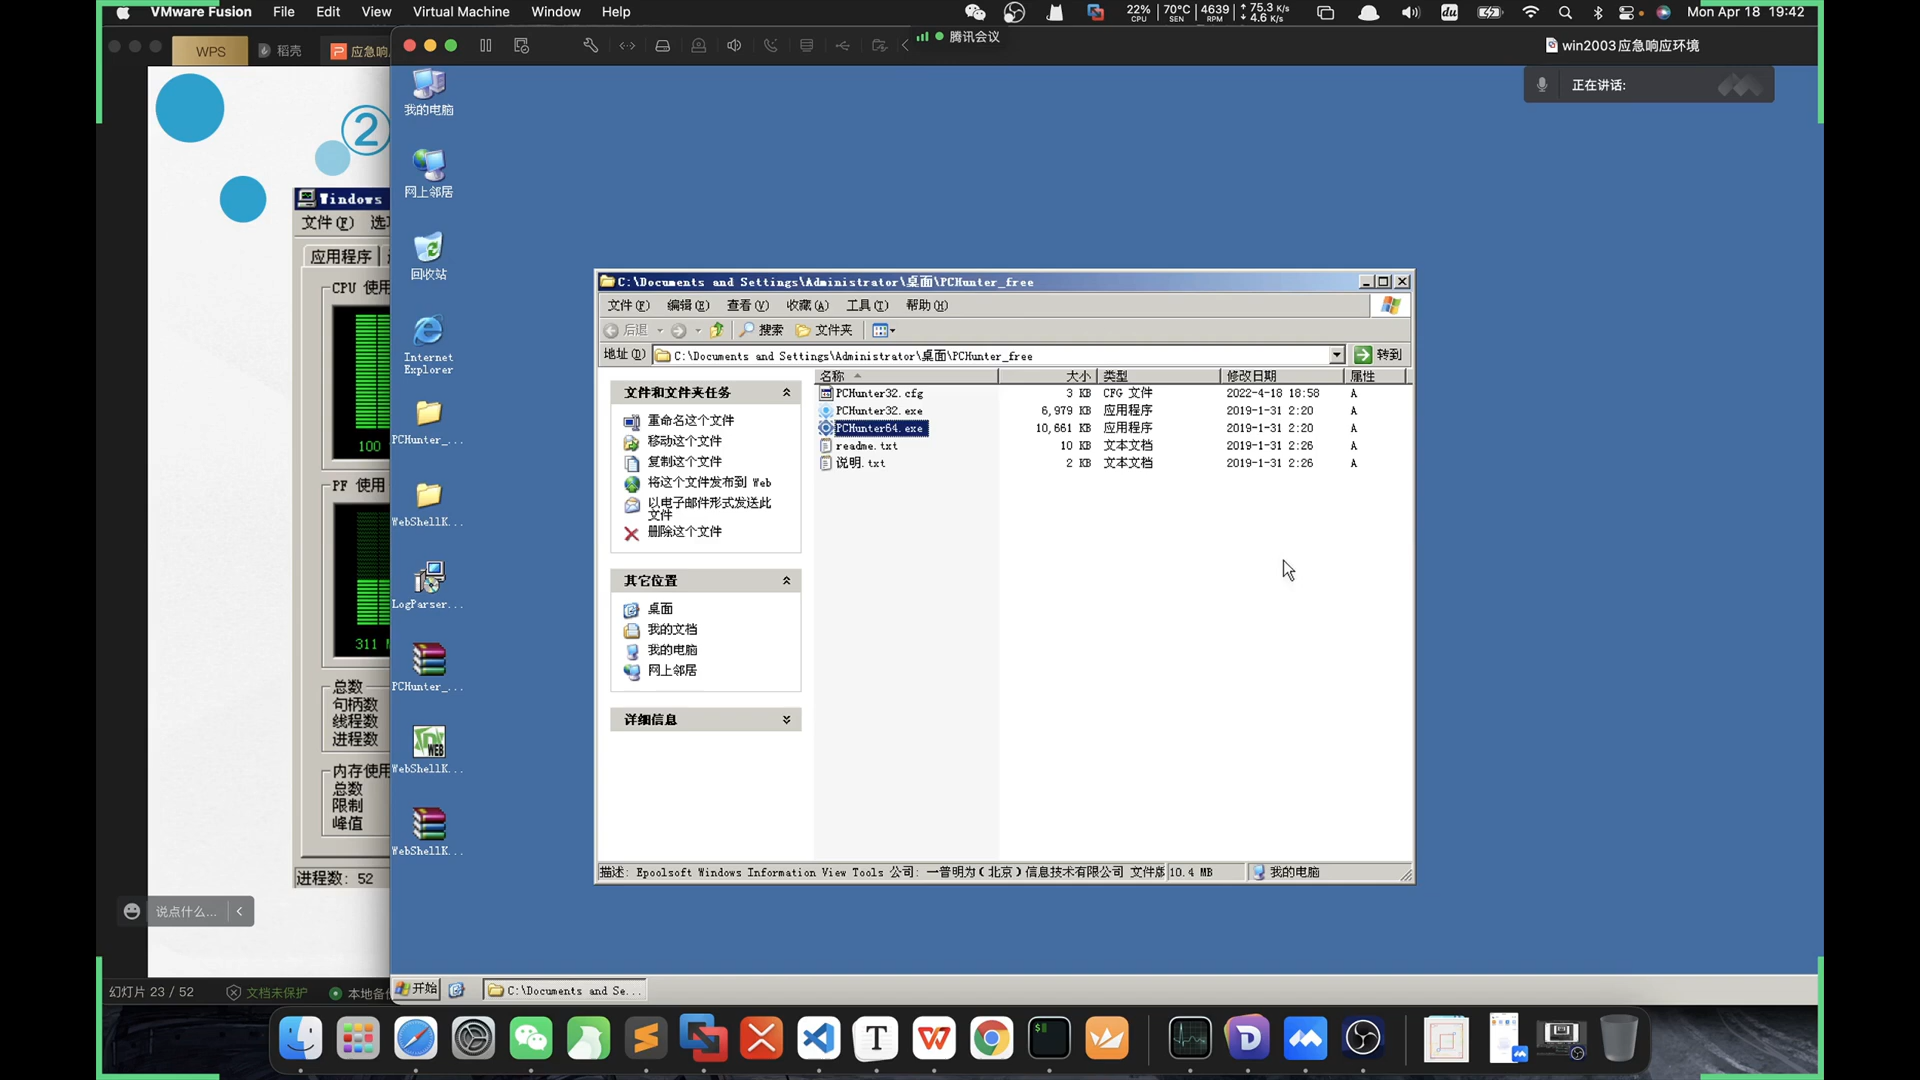 VMware Fusion File Edit View Virtual Machine Window Help
22% CPU 70°C SEN 4639 RPM 75.3 K/s 4.6 K/s du Mon Apr 18 19:42
WPS 稻壳 应急响
腾讯会议
win2003应急响应环境
正在讲话:
②
Windows
文件(F)
应用程序
CPU 使用
100
PF 使用
311
总数
句柄数
线程数
进程数
内存使用
总数
限制
峰值
进程数: 52
说点什么...
幻灯片 23 / 52 文档未保护
我的电脑
网上邻居
回收站
Internet
Explorer
PCHunter_...
WebShellK...
LogParser...
PCHunter_...
WEB
WebShellK...
WebShellK...
C:\Documents and Settings\Administrator\桌面\PCHunter_free
文件(F) 编辑(E) 查看(V) 收藏(A) 工具(T) 帮助(H)
后退 搜索 文件夹
地址(D) C:\Documents and Settings\Administrator\桌面\PCHunter_free 转到
文件和文件夹任务
重命名这个文件
移动这个文件
复制这个文件
将这个文件发布到 Web
以电子邮件形式发送此
文件
删除这个文件
其它位置
桌面
我的文档
我的电脑
网上邻居
详细信息
名称 大小 类型 修改日期 属性
PCHunter32.cfg 3 KB CFG 文件 2022-4-18 18:58 A
PCHunter32.exe 6,979 KB 应用程序 2019-1-31 2:20 A
PCHunter64.exe 10,661 KB 应用程序 2019-1-31 2:20 A
readme.txt 10 KB 文本文档 2019-1-31 2:26 A
说明.txt 2 KB 文本文档 2019-1-31 2:26 A
描述: Epoolsoft Windows Information View Tools 公司: 一普明为(北京)信息技术有限公司 文件版 10.4 MB 我的电脑
开始 C:\Documents and Se...